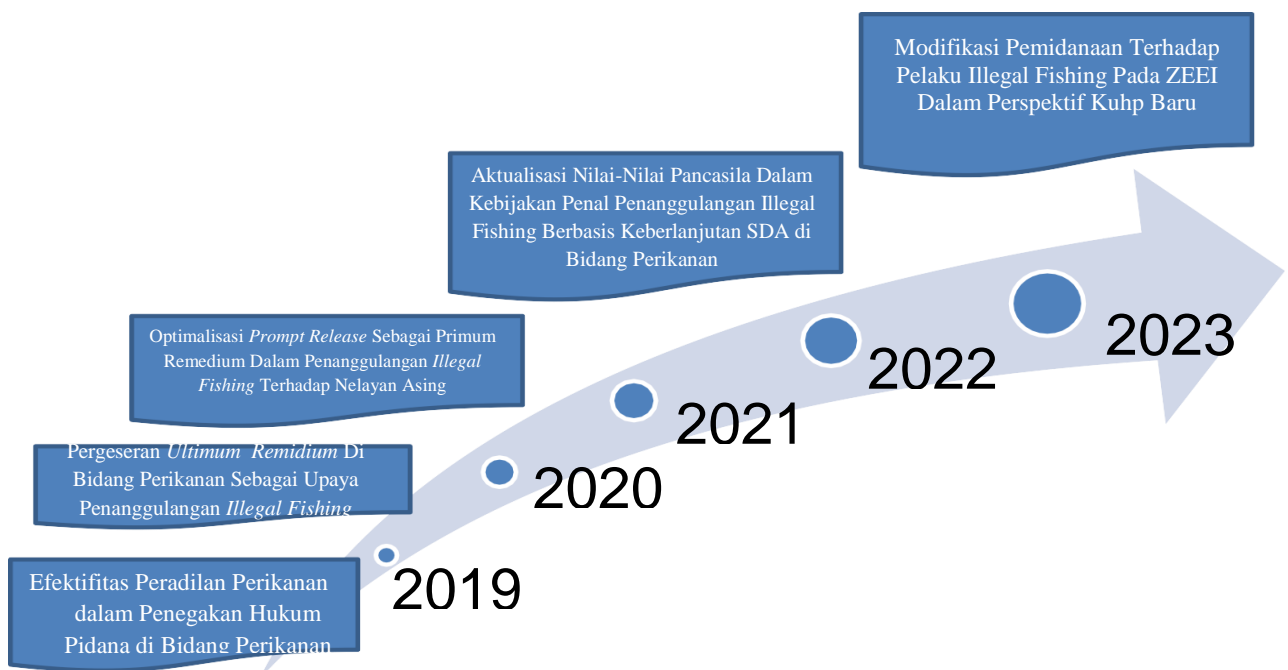 Modifikasi Pemidanaan Terhadap
Pelaku Illegal Fishing Pada ZEEI
Dalam Perspektif Kuhp Baru
Aktualisasi Nilai-Nilai Pancasila Dalam
Kebijakan Penal Penanggulangan Illegal
Fishing Berbasis Keberlanjutan SDA di
Bidang Perikanan
Optimalisasi Prompt Release Sebagai Primum
Remedium Dalam Penanggulangan Illegal
Fishing Terhadap Nelayan Asing
Pergeseran Ultimum Remidium Di
Bidang Perikanan Sebagai Upaya
Penanggulangan Illegal Fishing
Efektifitas Peradilan Perikanan
dalam Penegakan Hukum
Pidana di Bidang Perikanan
2019
2020
2021
2022
2023